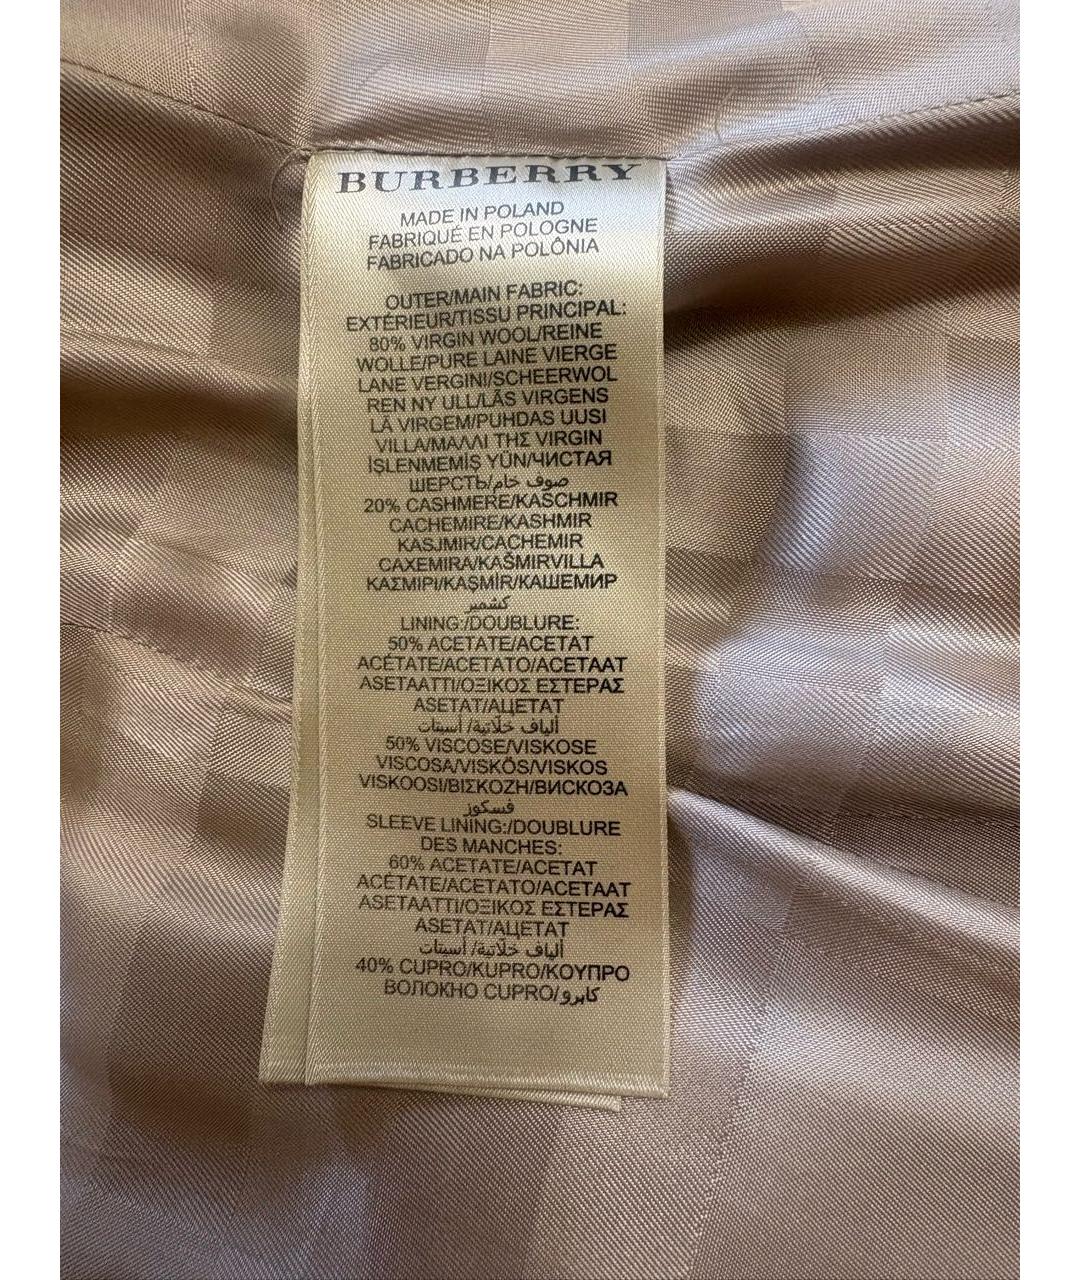 BURBERRY
MADE IN POLAND
FABRIQUÉ EN POLOGNE
FABRICADO NA POLÔNIA
OUTER/MAIN FABRIC:
EXTÉRIEUR/TISSU PRINCIPAL:
80% VIRGIN WOOL/REINE
WOLLE/PURE LAINE VIERGE
LANE VERGINI/SCHEERWOL
REN NY ULL/LÃS VIRGENS
LÃ VIRGEM/PUHDAS UUSI
VILLA/ΜΑΛΛΙ ΤΗΣ VIRGIN
İŞLENMEMİŞ YÜN/ЧИСТАЯ
ШЕРСТЬ/صوف خام
20% CASHMERE/KASCHMIR
CACHEMIRE/KASHMIR
KASJMIR/CACHEMIR
CAXEMIRA/KAŠMIRVILLA
ΚΑΣΜΙΡΙ/KAŞMİR/КАШЕМИР
كشمير
LINING:/DOUBLURE:
50% ACETATE/ACETAT
ACÉTATE/ACETATO/ACETAAT
ASETAATTI/ΟΞΙΚΟΣ ΕΣΤΕΡΑΣ
ASETAT/АЦЕТАТ
ألياف خلاتية/ أسيتات
50% VISCOSE/VISKOSE
VISCOSA/VISKÓS/VISKOS
VISKOOSI/ΒΙΣΚΟΖΗ/ВИСКОЗА
فسكوز
SLEEVE LINING:/DOUBLURE
DES MANCHES:
60% ACETATE/ACETAT
ACÉTATE/ACETATO/ACETAAT
ASETAATTI/ΟΞΙΚΟΣ ΕΣΤΕΡΑΣ
ASETAT/АЦЕТАТ
ألياف خلاتية/ أسيتات
40% CUPRO/KUPRO/ΚΟΥΠΡΟ
ВОЛОКНО CUPRO/كابرو